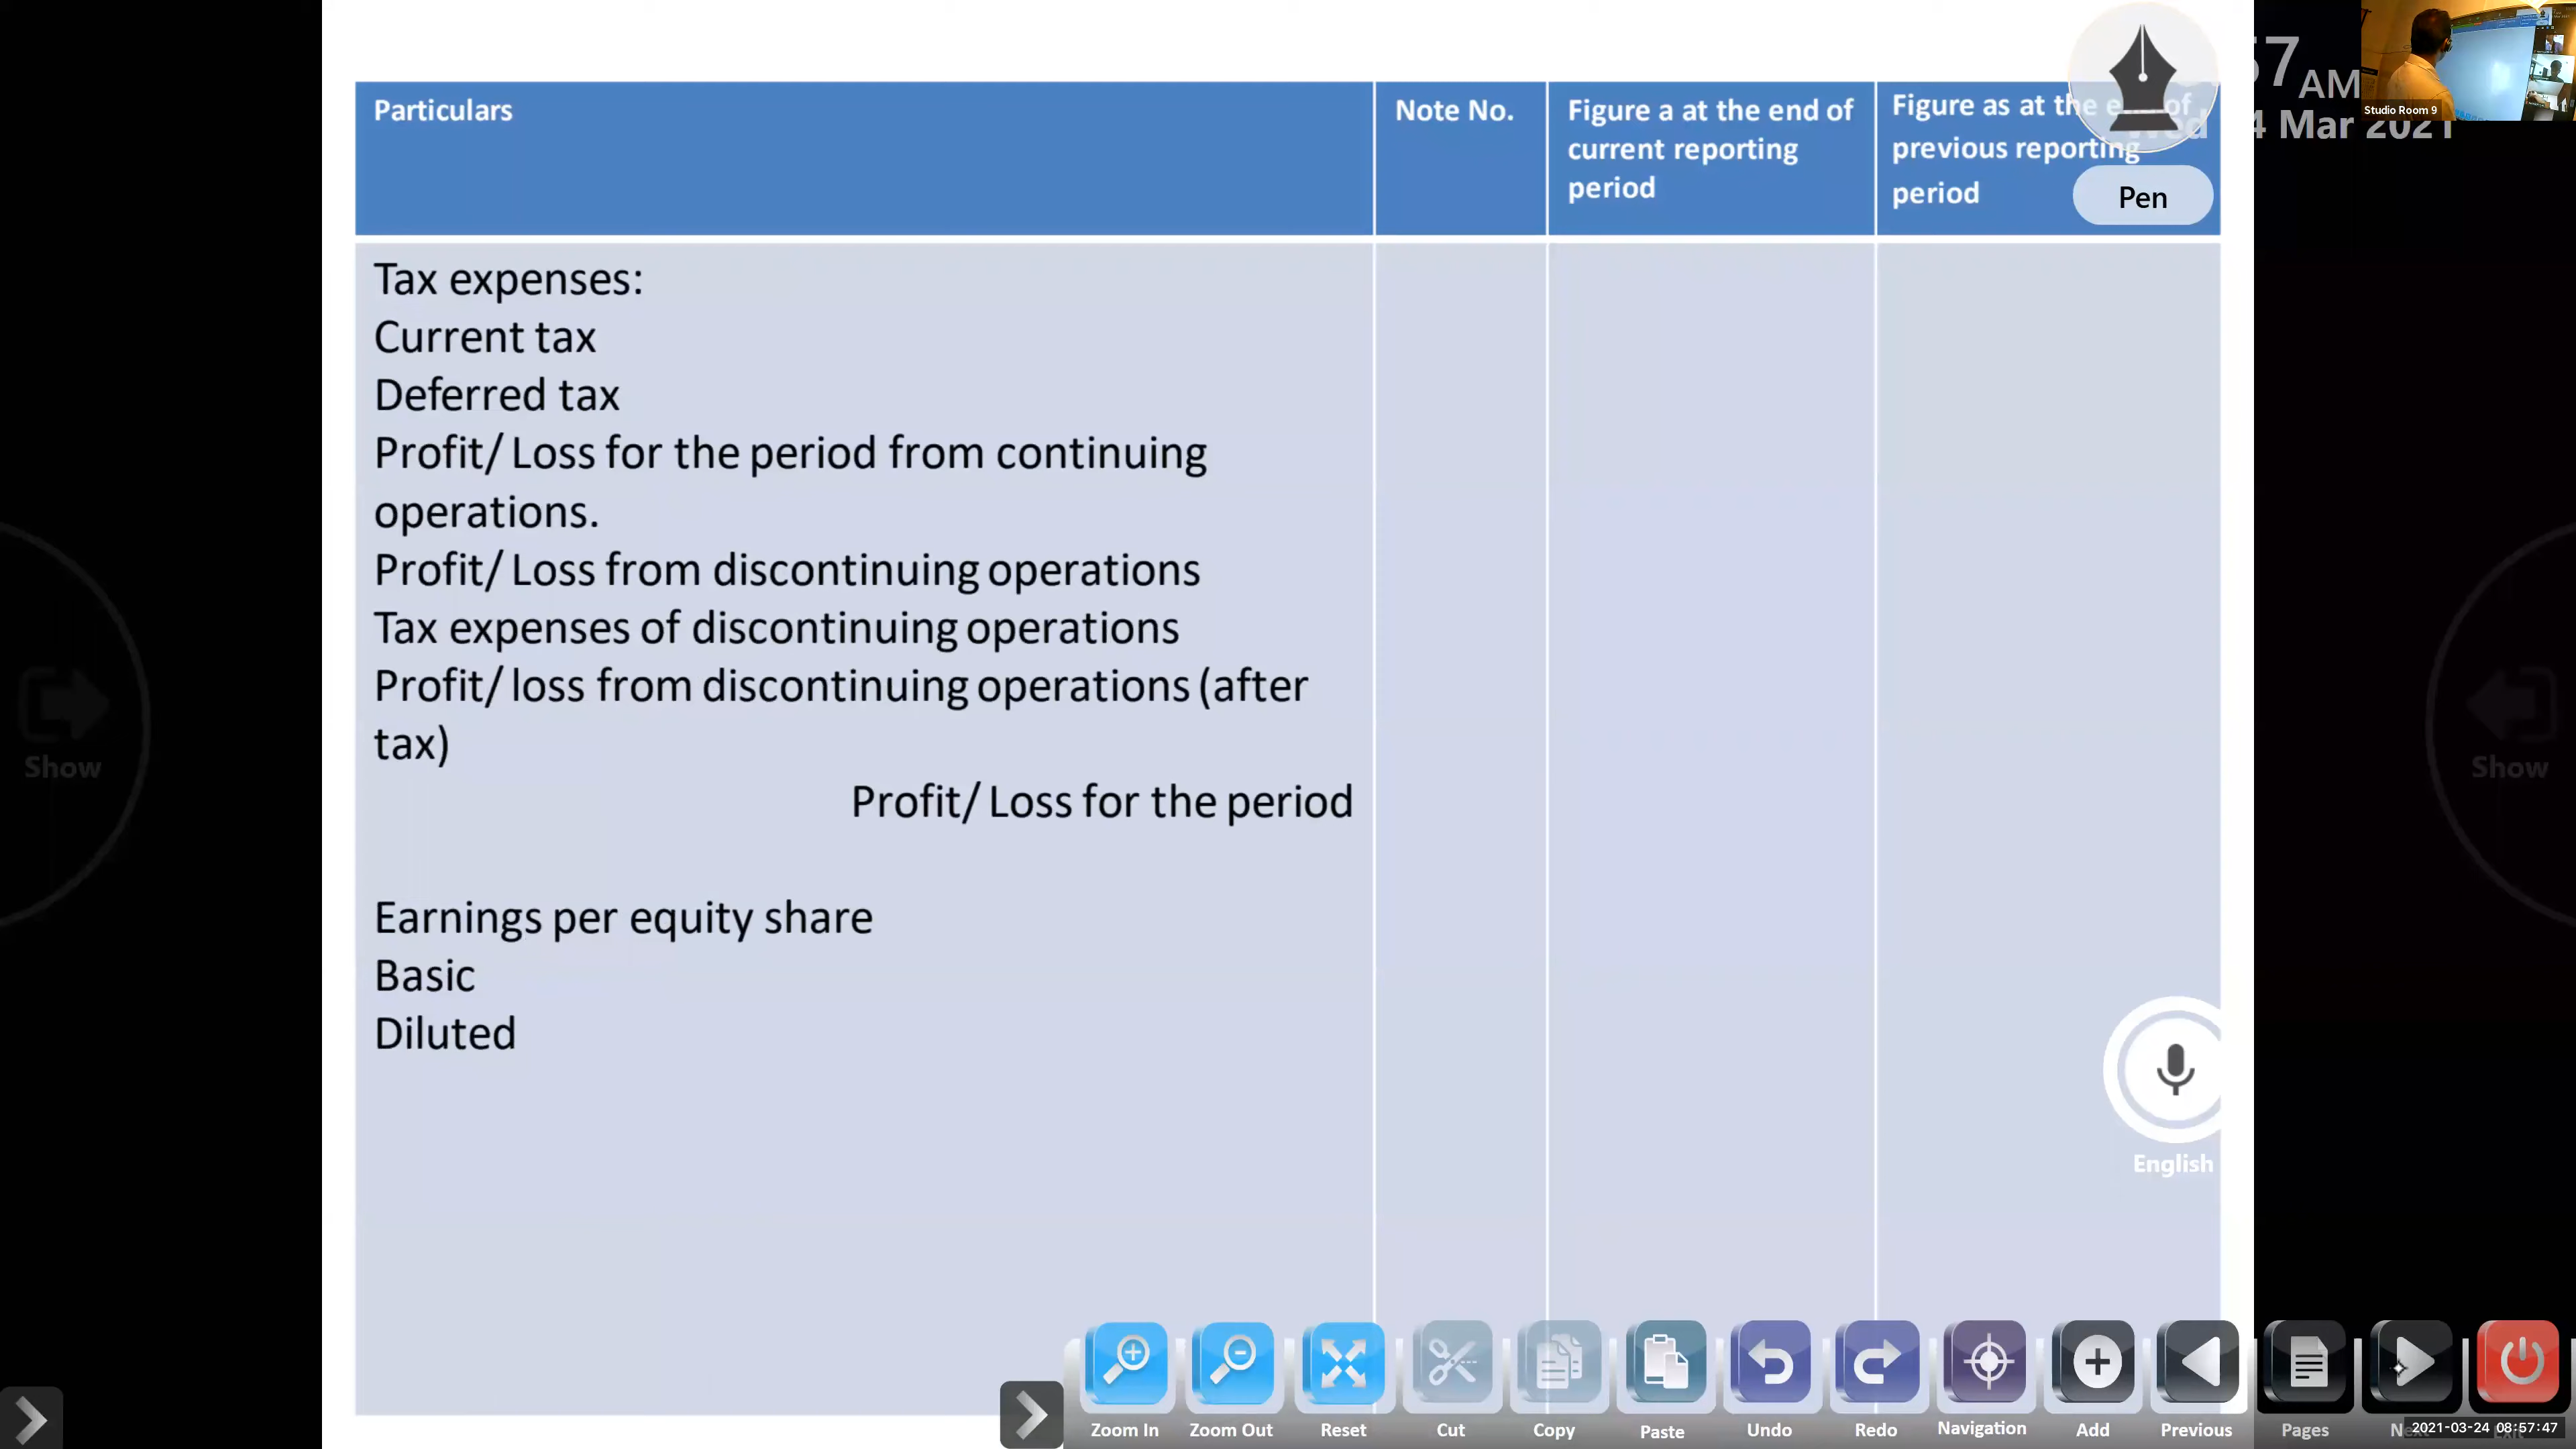 Particulars
Note No.
Figure a at the end of
current reporting
period
Figure as at the of
previous reporting
period
Pen
57 AM
4 Mar 2021
Studio Room 9
Tax expenses:
Current tax
Deferred tax
Profit/ Loss for the period from continuing
operations.
Profit/ Loss from discontinuing operations
Tax expenses of discontinuing operations
Profit/ loss from discontinuing operations (after
tax)
Profit/ Loss for the period
Earnings per equity share
Basic
Diluted
Show
Show
English
Zoom In
Zoom Out
Reset
Cut
Copy
Paste
Undo
Redo
Navigation
Add
Previous
Pages
2021-03-24 08:57:47